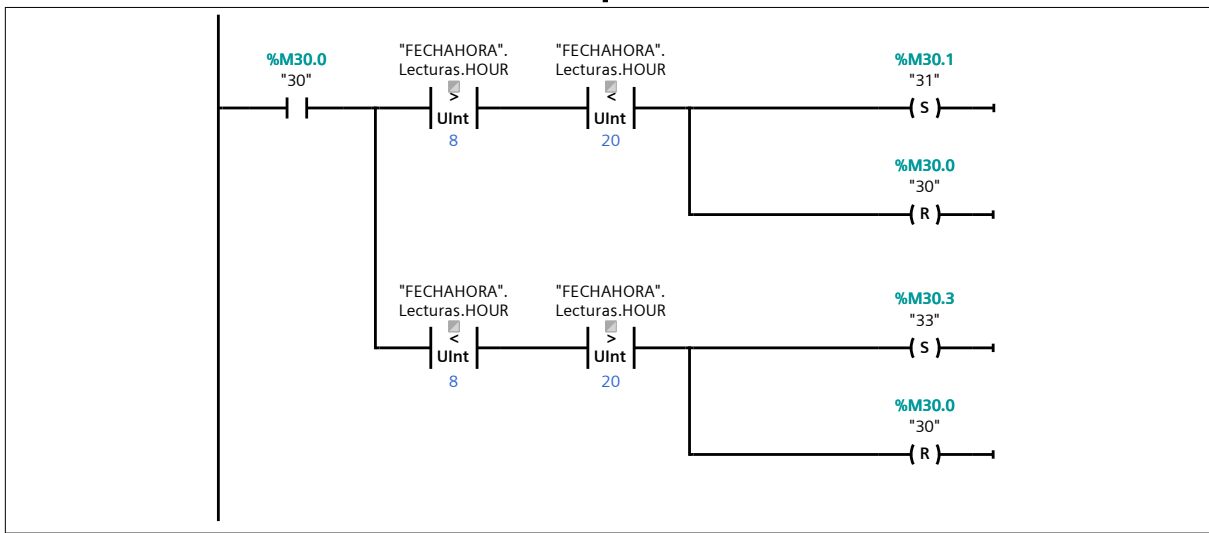 "FECHAHORA". "FECHAHORA".
%M30.0 Lecturas.HOUR Lecturas.HOUR %M30.1
"30" "31"
> <
UInt UInt ( S )
8 20
%M30.0
"30"
( R )
"FECHAHORA". "FECHAHORA".
Lecturas.HOUR Lecturas.HOUR %M30.3
"33"
< >
UInt UInt ( S )
8 20
%M30.0
"30"
( R )